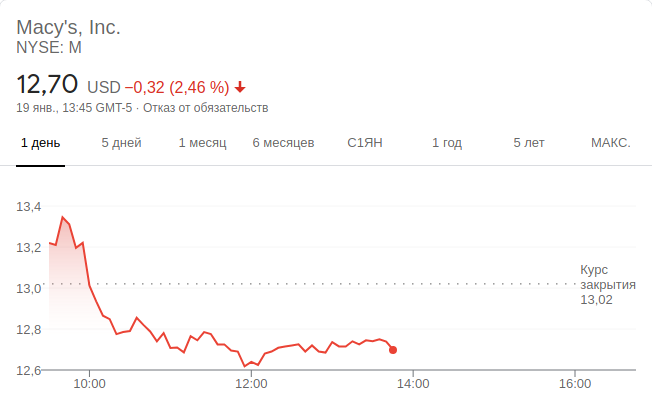 Macy's, Inc.
NYSE: M
12,70 USD −0,32 (2,46 %)
19 янв., 13:45 GMT-5 · Отказ от обязательств
1 день 5 дней 1 месяц 6 месяцев С1ЯН 1 год 5 лет МАКС.
13,4
13,2
13,0
12,8
12,6
Курс
закрытия
13,02
10:00 12:00 14:00 16:00